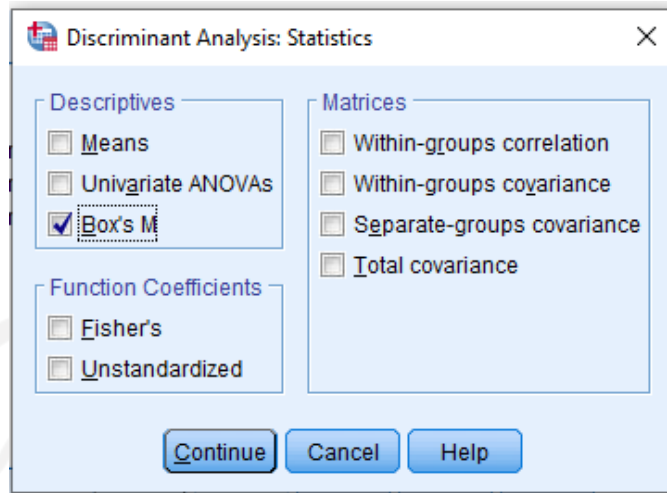 Discriminant Analysis: Statistics
Descriptives
Means
Univariate ANOVAs
Box's M
Function Coefficients
Fisher's
Unstandardized
Matrices
Within-groups correlation
Within-groups covariance
Separate-groups covariance
Total covariance
Continue Cancel Help